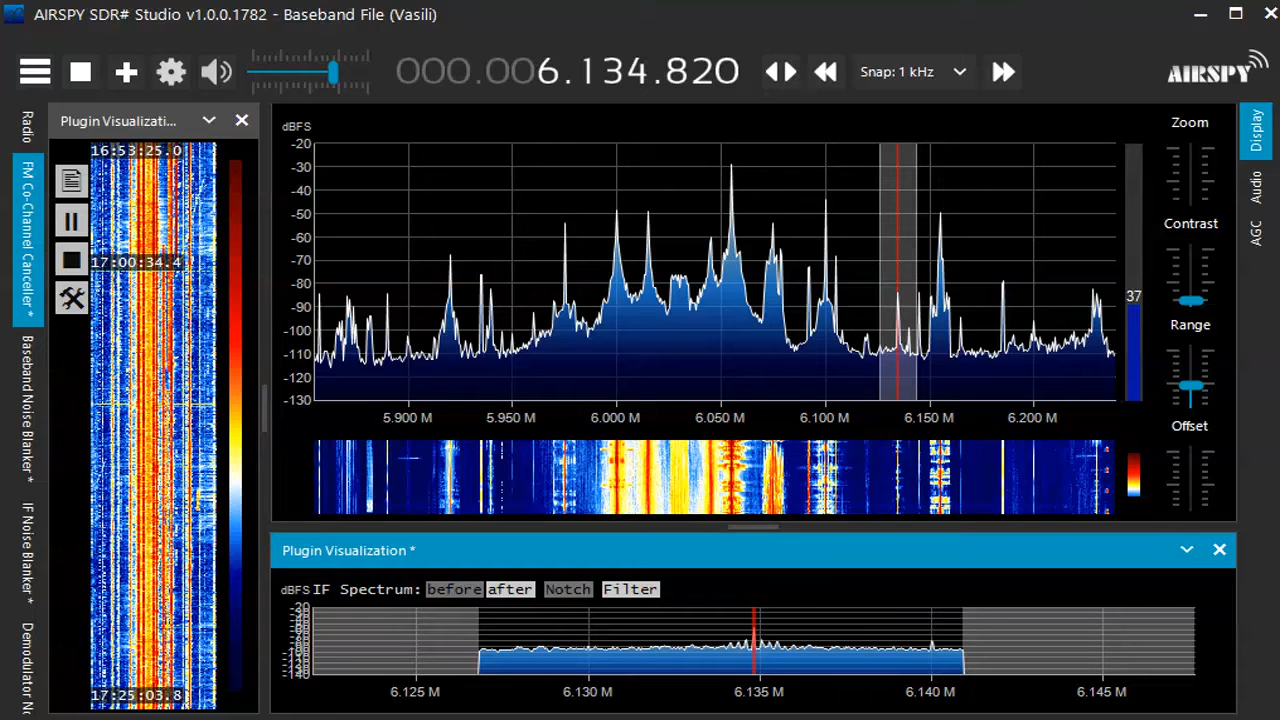 AIRSPY SDR# Studio v1.0.0.1782 - Baseband File (Vasili)
000.006.134.820
Snap: 1 kHz
AIRSPY
Radio
FM Co-Channel Canceller *
Baseband Noise Blanker *
IF Noise Blanker *
Demodulator No
Plugin Visualizati...
16:53:25.0
17:00:34.4
17:25:03.8
dBFS
-20
-30
-40
-50
-60
-70
-80
-90
-100
-110
-120
-130
5.900 M 5.950 M 6.000 M 6.050 M 6.100 M 6.150 M 6.200 M
37
Zoom
Contrast
Range
Offset
Display
Audio
AGC
Plugin Visualization *
dBFS IF Spectrum: before after Notch Filter
6.125 M 6.130 M 6.135 M 6.140 M 6.145 M